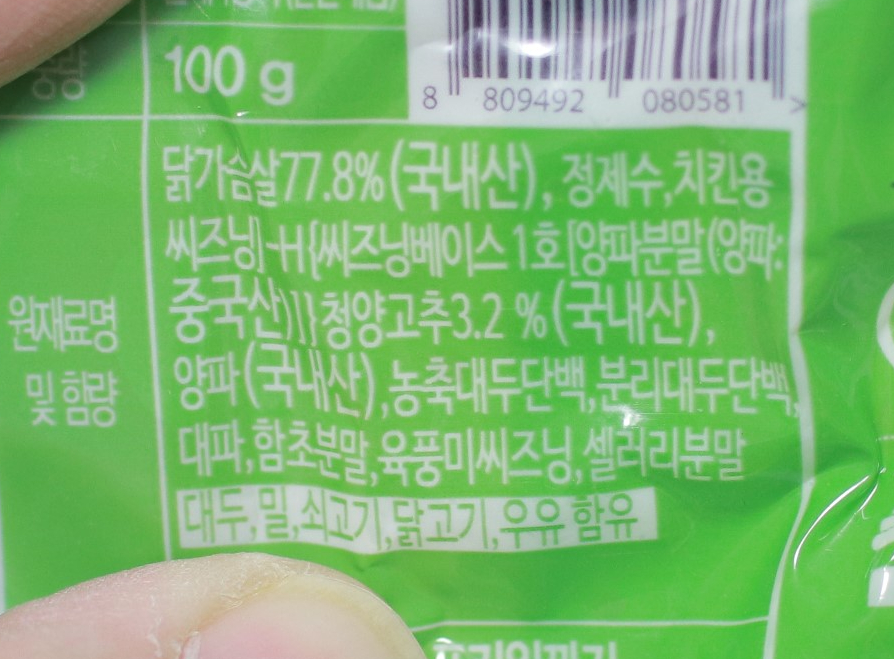 100 g
8 809492 080581 >
닭가슴살77.8%(국내산), 정제수,치킨용
씨즈닝]-H{씨즈닝베이스 1호[양파분말(양파:
중국산)]}청양고추3.2 %(국내산),
원재료명
양파(국내산),농축대두단백,분리대두단백,
및 함량
대파,함초분말,육풍미씨즈닝,셀러리분말
대두,밀,쇠고기,닭고기,우유 함유